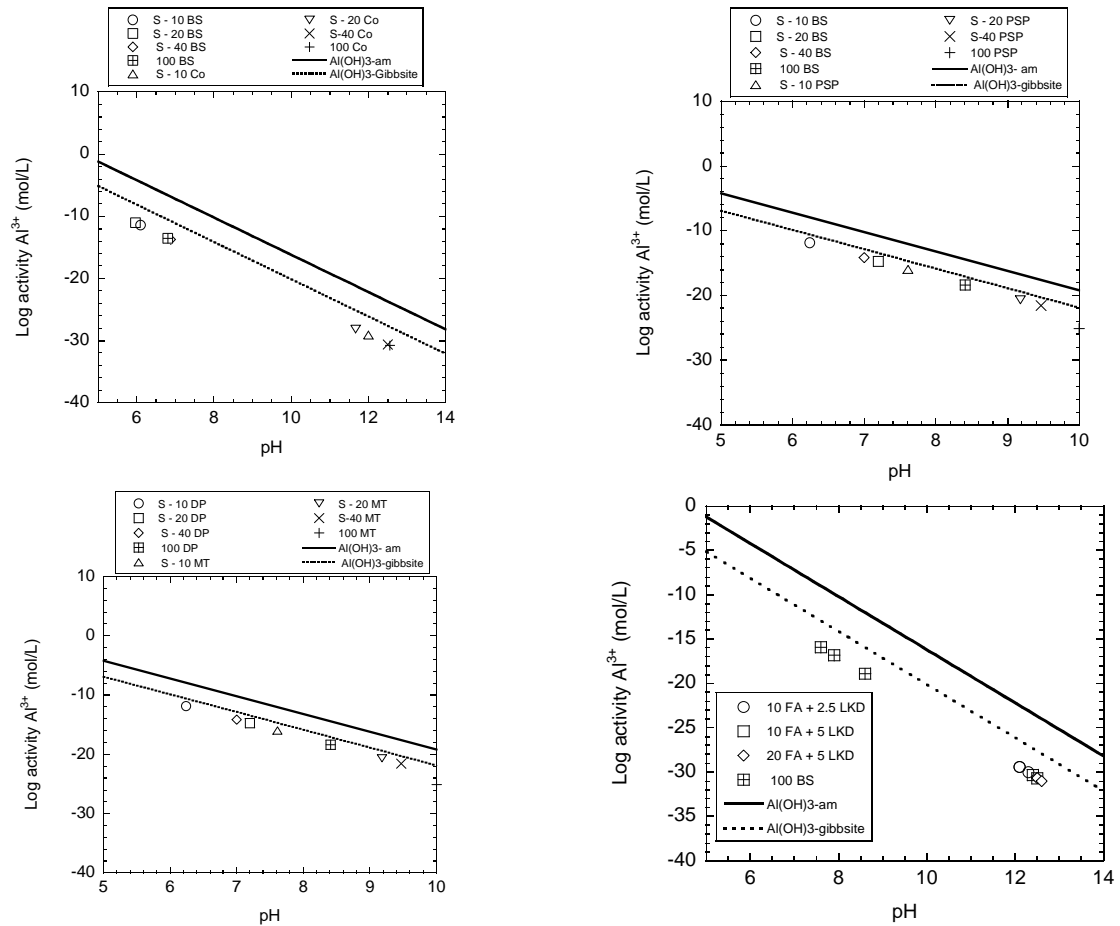 S - 10 BS
S - 20 BS
S - 40 BS
100 BS
S - 10 Co
S - 20 Co
S-40 Co
100 Co
Al(OH)3-am
Al(OH)3-Gibbsite
10
0
-10
-20
-30
-40
Log activity Al³⁺ (mol/L)
6 8 10 12 14
pH
S - 10 BS
S - 20 BS
S - 40 BS
100 BS
S - 10 PSP
S - 20 PSP
S-40 PSP
100 PSP
Al(OH)3- am
Al(OH)3-gibbsite
10
0
-10
-20
-30
-40
Log activity Al³⁺ (mol/L)
5 6 7 8 9 10
pH
S - 10 DP
S - 20 DP
S - 40 DP
100 DP
S - 10 MT
S - 20 MT
S-40 MT
100 MT
Al(OH)3- am
Al(OH)3-gibbsite
10
0
-10
-20
-30
-40
Log activity Al³⁺ (mol/L)
5 6 7 8 9 10
pH
0
-5
-10
-15
-20
-25
-30
-35
-40
Log activity Al³⁺ (mol/L)
10 FA + 2.5 LKD
10 FA + 5 LKD
20 FA + 5 LKD
100 BS
Al(OH)3-am
Al(OH)3-gibbsite
6 8 10 12 14
pH